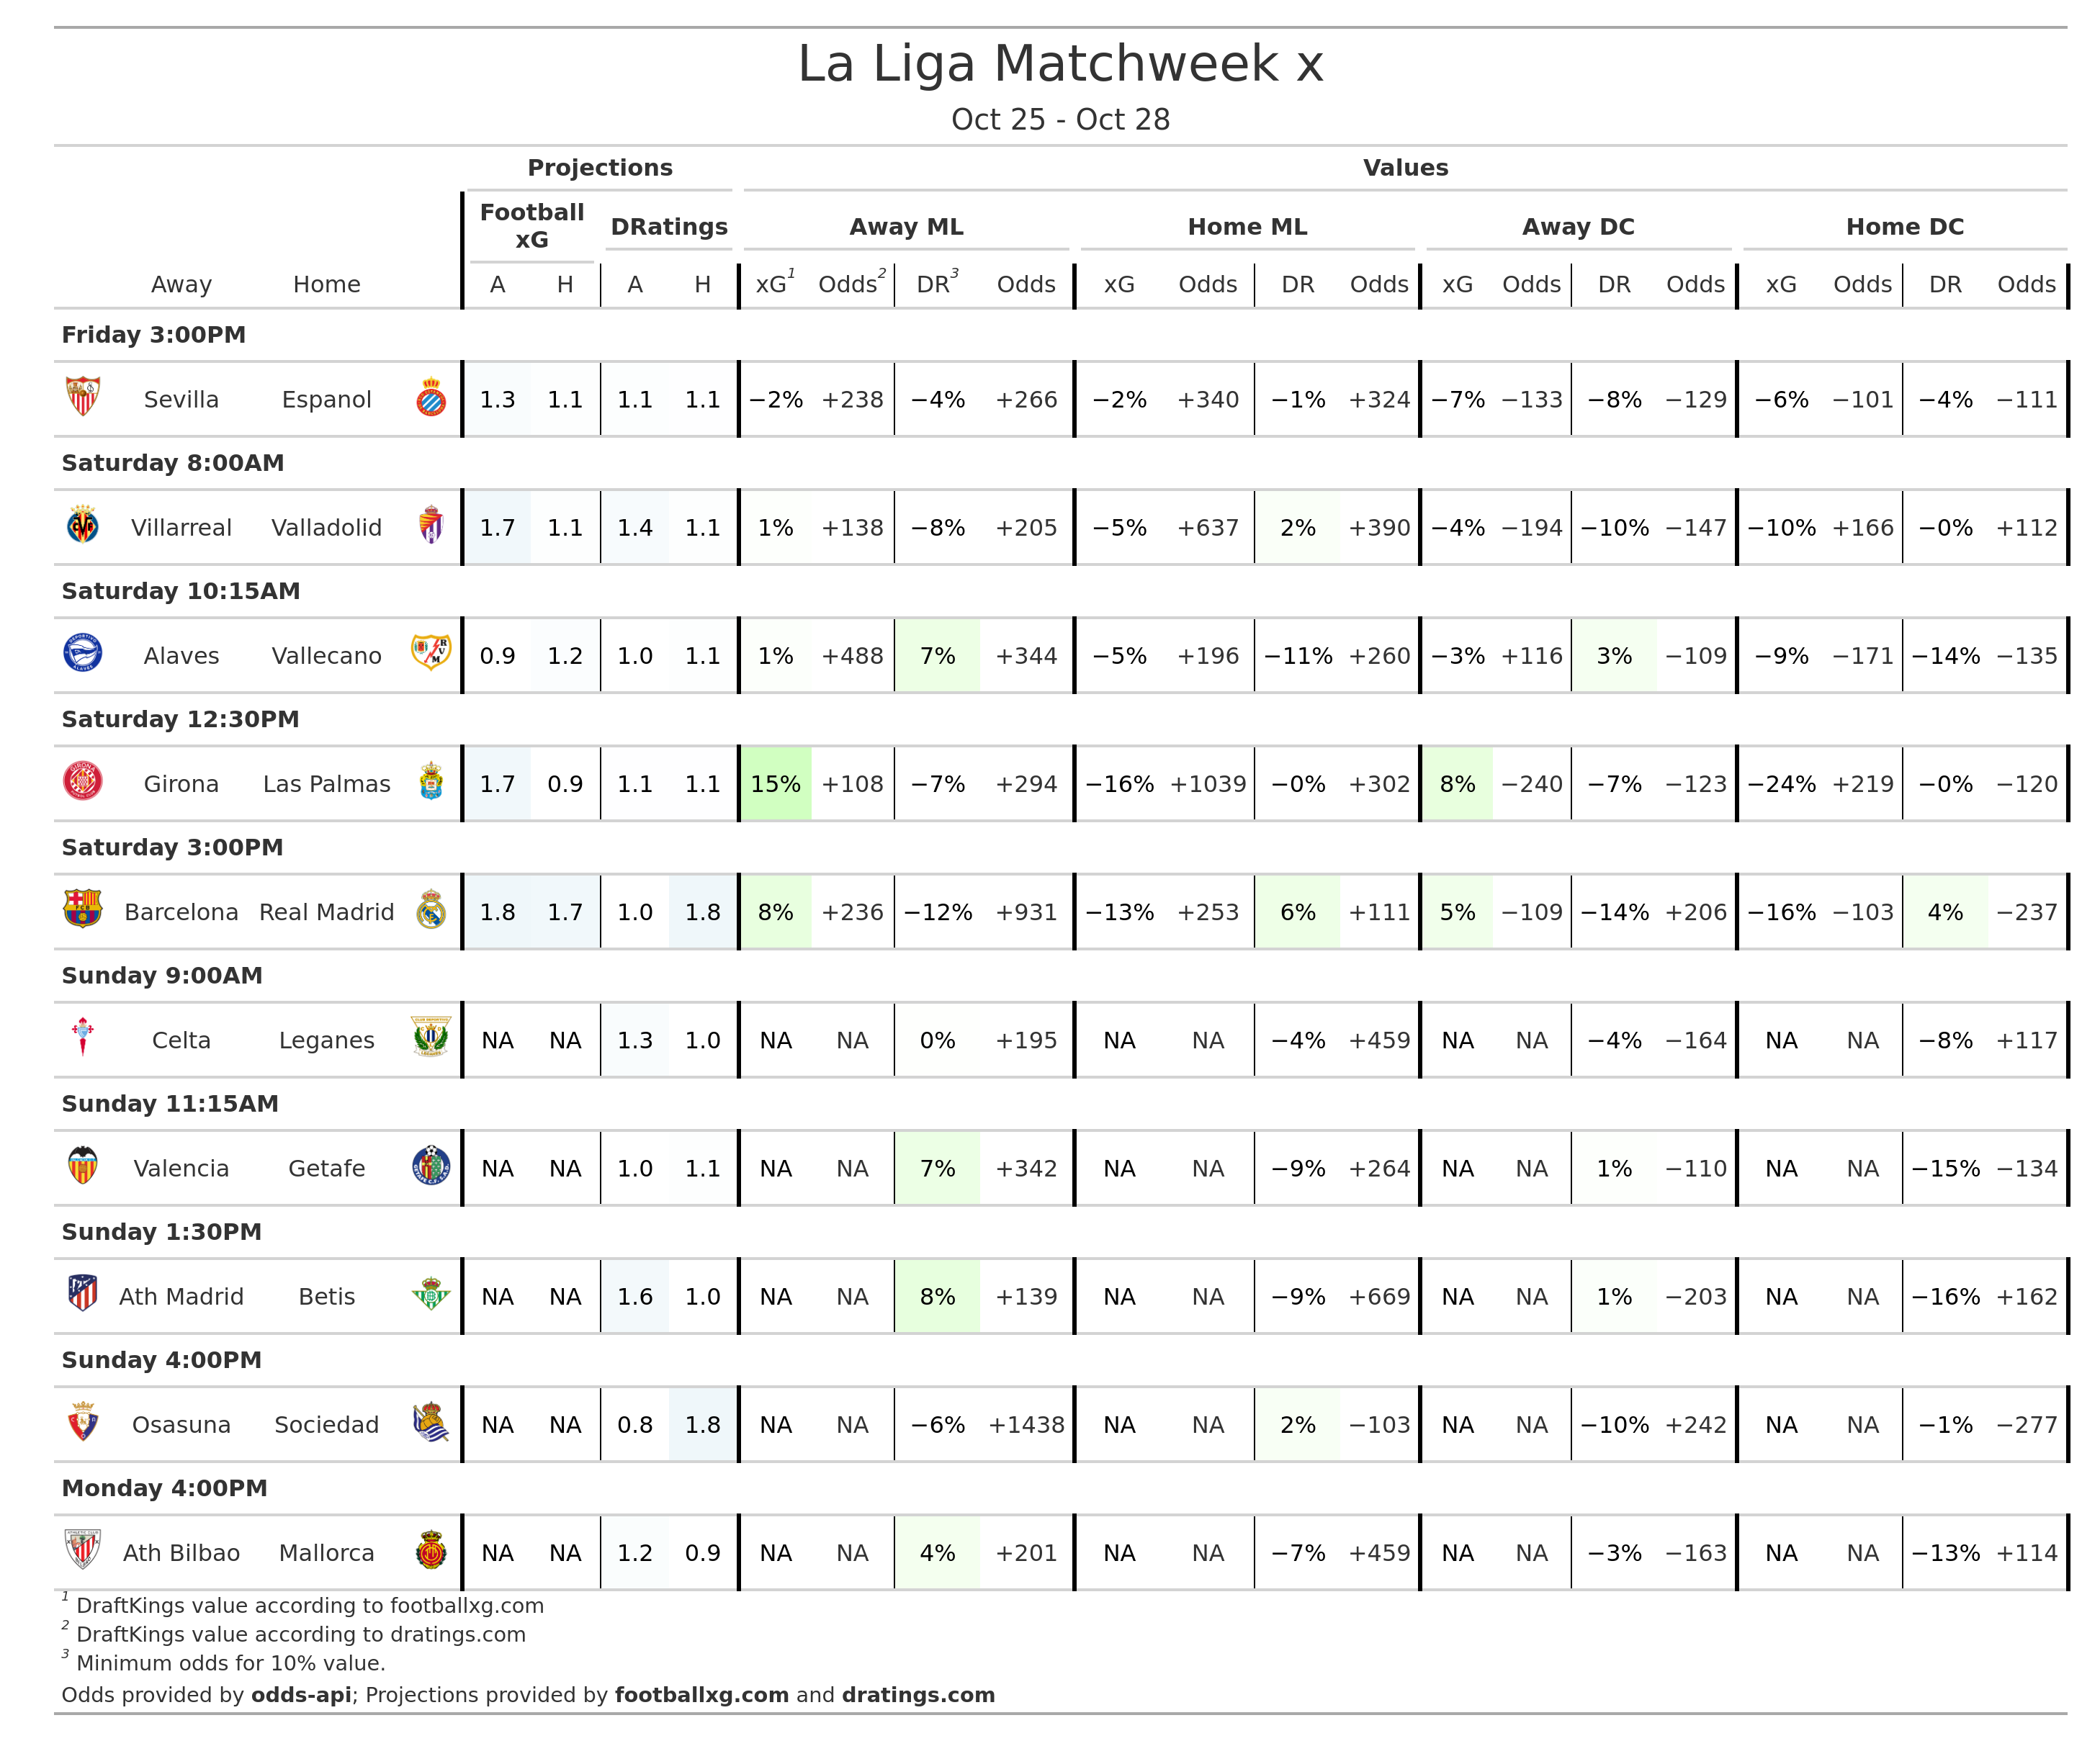 La Liga Matchweek x
Oct 25 - Oct 28
Projections Values
Football xG DRatings Away ML Home ML Away DC Home DC
Away Home A H A H xG1 Odds2 DR3 Odds xG Odds DR Odds xG Odds DR Odds xG Odds DR Odds
Friday 3:00PM
Sevilla Espanol 1.3 1.1 1.1 1.1 −2% +238 −4% +266 −2% +340 −1% +324 −7% −133 −8% −129 −6% −101 −4% −111
Saturday 8:00AM
Villarreal Valladolid 1.7 1.1 1.4 1.1 1% +138 −8% +205 −5% +637 2% +390 −4% −194 −10% −147 −10% +166 −0% +112
Saturday 10:15AM
Alaves Vallecano 0.9 1.2 1.0 1.1 1% +488 7% +344 −5% +196 −11% +260 −3% +116 3% −109 −9% −171 −14% −135
Saturday 12:30PM
Girona Las Palmas 1.7 0.9 1.1 1.1 15% +108 −7% +294 −16% +1039 −0% +302 8% −240 −7% −123 −24% +219 −0% −120
Saturday 3:00PM
Barcelona Real Madrid 1.8 1.7 1.0 1.8 8% +236 −12% +931 −13% +253 6% +111 5% −109 −14% +206 −16% −103 4% −237
Sunday 9:00AM
Celta Leganes NA NA 1.3 1.0 NA NA 0% +195 NA NA −4% +459 NA NA −4% −164 NA NA −8% +117
Sunday 11:15AM
Valencia Getafe NA NA 1.0 1.1 NA NA 7% +342 NA NA −9% +264 NA NA 1% −110 NA NA −15% −134
Sunday 1:30PM
Ath Madrid Betis NA NA 1.6 1.0 NA NA 8% +139 NA NA −9% +669 NA NA 1% −203 NA NA −16% +162
Sunday 4:00PM
Osasuna Sociedad NA NA 0.8 1.8 NA NA −6% +1438 NA NA 2% −103 NA NA −10% +242 NA NA −1% −277
Monday 4:00PM
Ath Bilbao Mallorca NA NA 1.2 0.9 NA NA 4% +201 NA NA −7% +459 NA NA −3% −163 NA NA −13% +114
1 DraftKings value according to footballxg.com
2 DraftKings value according to dratings.com
3 Minimum odds for 10% value.
Odds provided by odds-api; Projections provided by footballxg.com and dratings.com